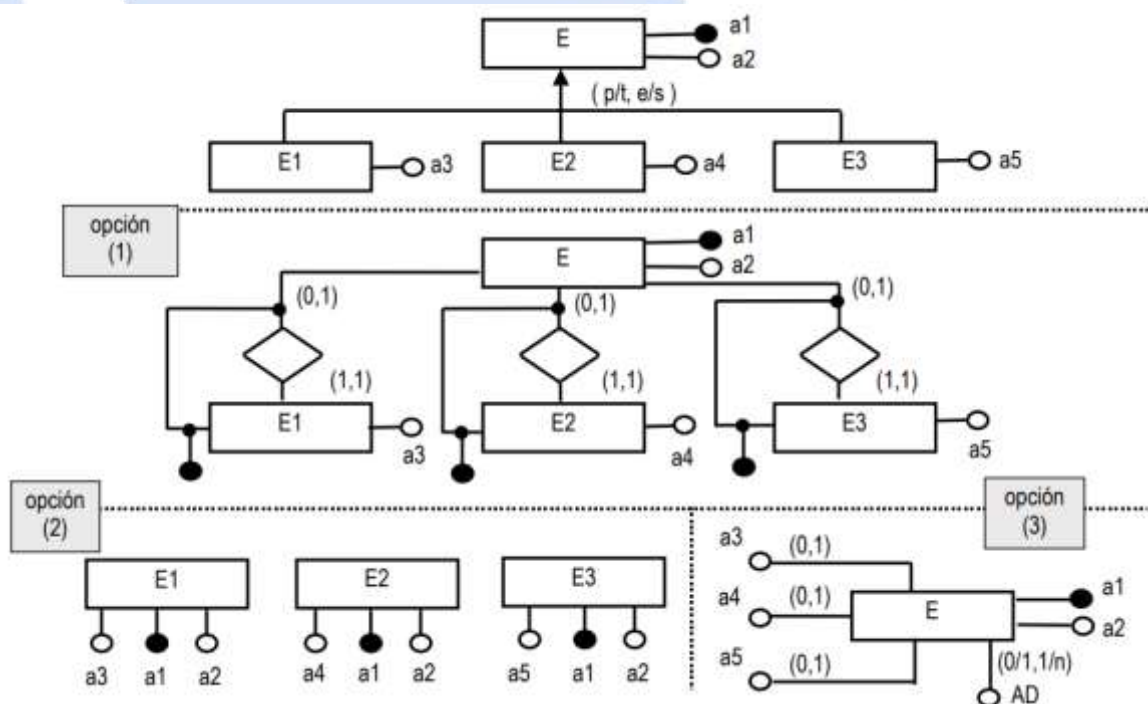 E
a1
a2
( p/t, e/s )
E1
a3
E2
a4
E3
a5
opción
(1)
E
a1
a2
(0,1)
(0,1)
(0,1)
(1,1)
(1,1)
(1,1)
E1
a3
E2
a4
E3
a5
opción
(2)
E1
a3
a1
a2
E2
a4
a1
a2
E3
a5
a1
a2
opción
(3)
a3
(0,1)
a4
(0,1)
a5
(0,1)
E
a1
a2
(0/1,1/n)
AD